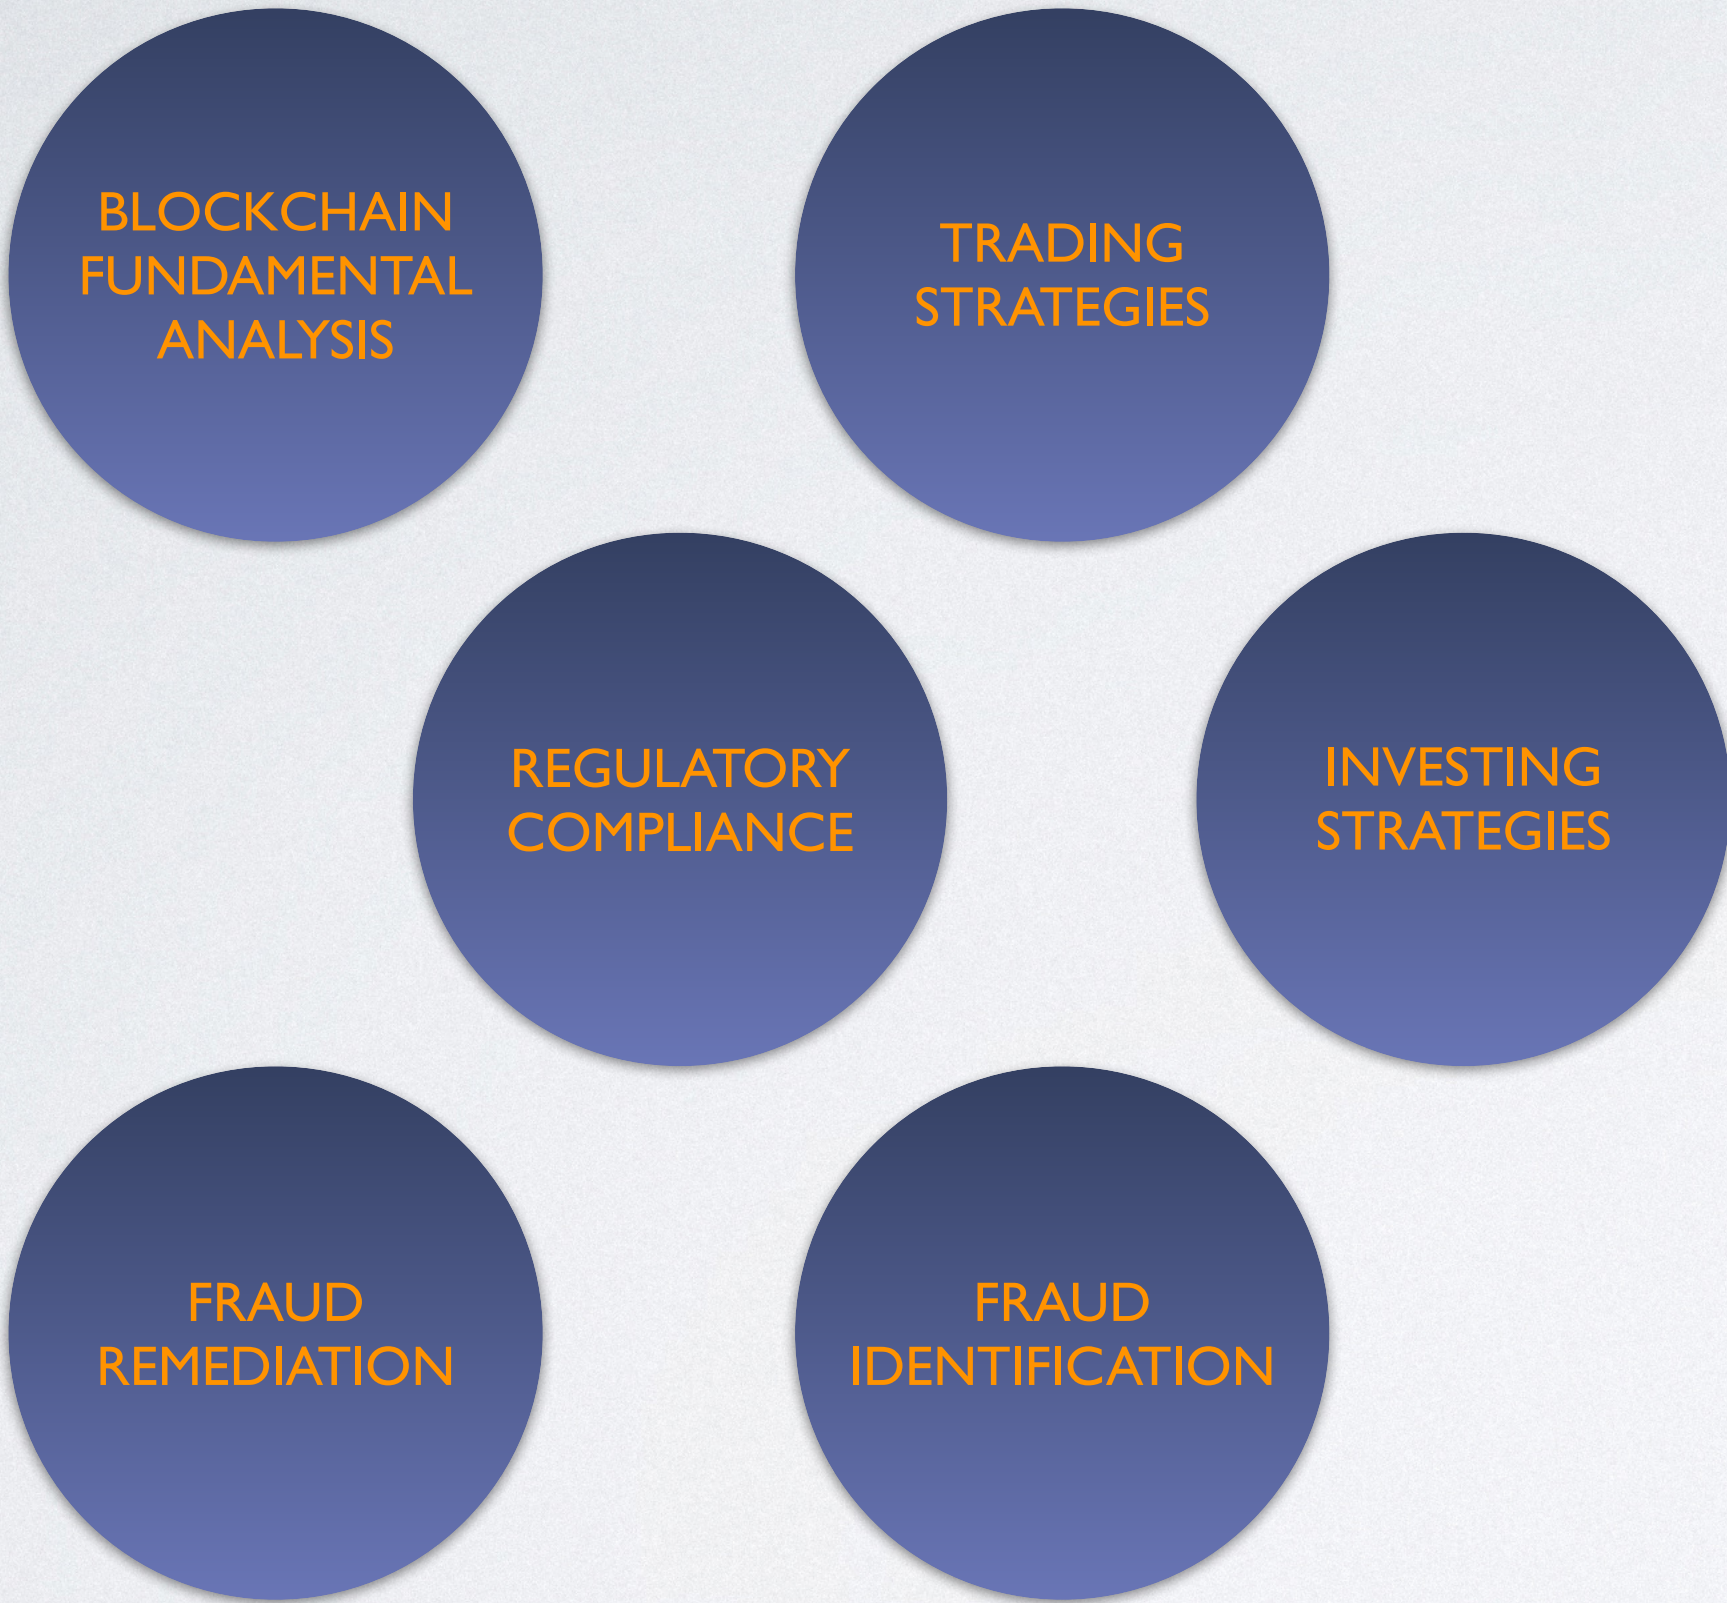 BLOCKCHAIN
FUNDAMENTAL
ANALYSIS
TRADING
STRATEGIES
REGULATORY
COMPLIANCE
INVESTING
STRATEGIES
FRAUD
REMEDIATION
FRAUD
IDENTIFICATION